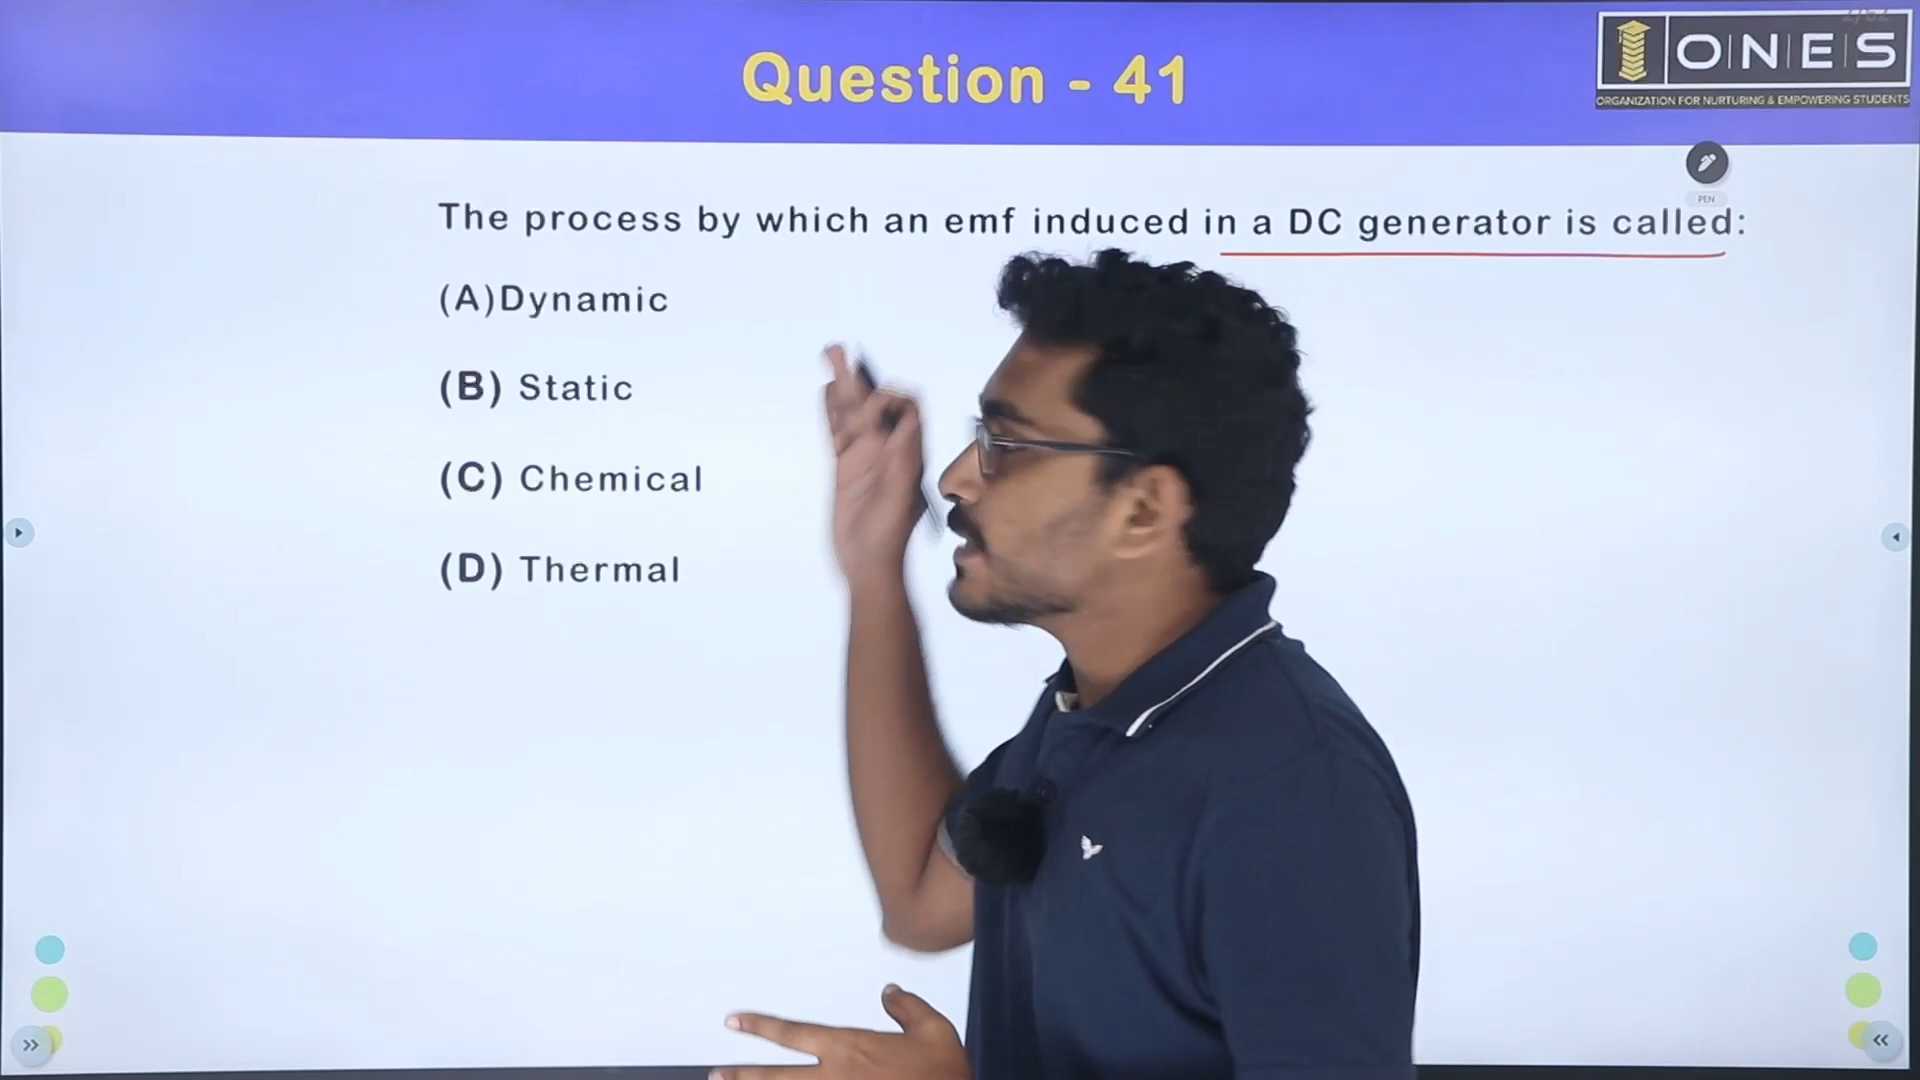 Question - 41
O|N|E|S
ORGANIZATION FOR NURTURING & EMPOWERING STUDENTS
PEN
The process by which an emf induced in a DC generator is called:
(A)Dynamic
(B) Static
(C) Chemical
(D) Thermal